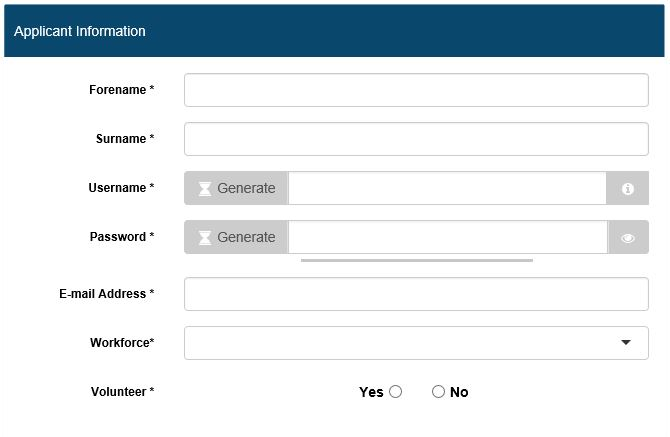 Applicant Information
Forename *
Surname *
Username * Generate
Password * Generate
E-mail Address *
Workforce*
Volunteer * Yes No